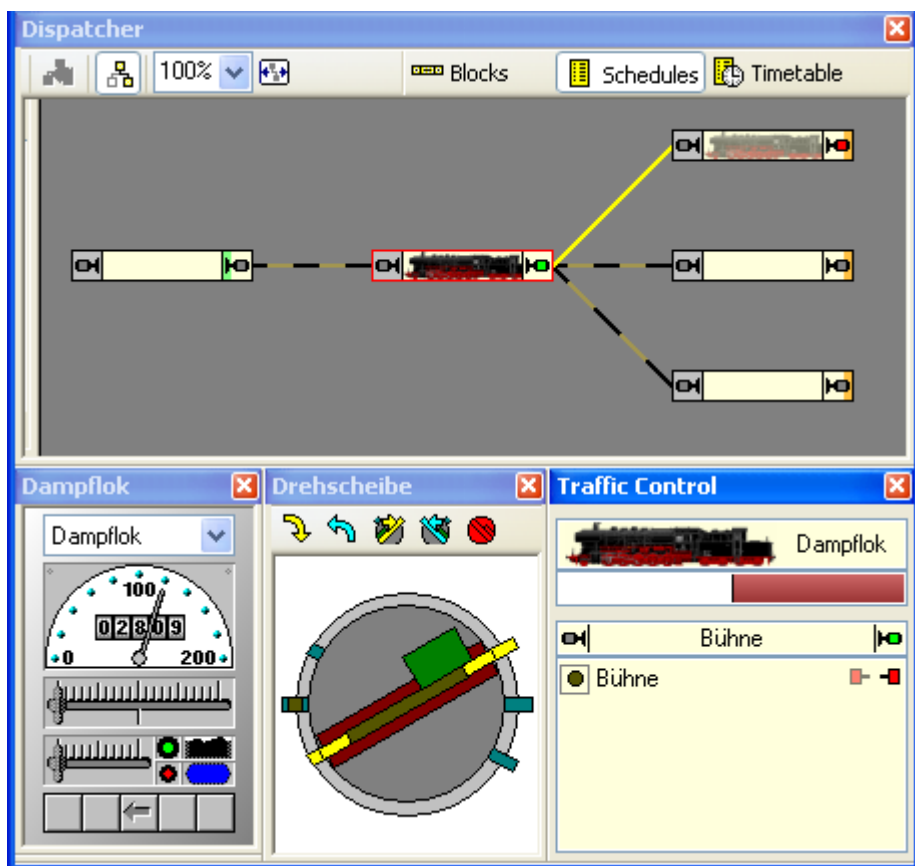 Dispatcher
100% Blocks Schedules Timetable
Dampflok
Dampflok
100
02809
0 200
Drehscheibe
Traffic Control
Dampflok
Bühne
Bühne